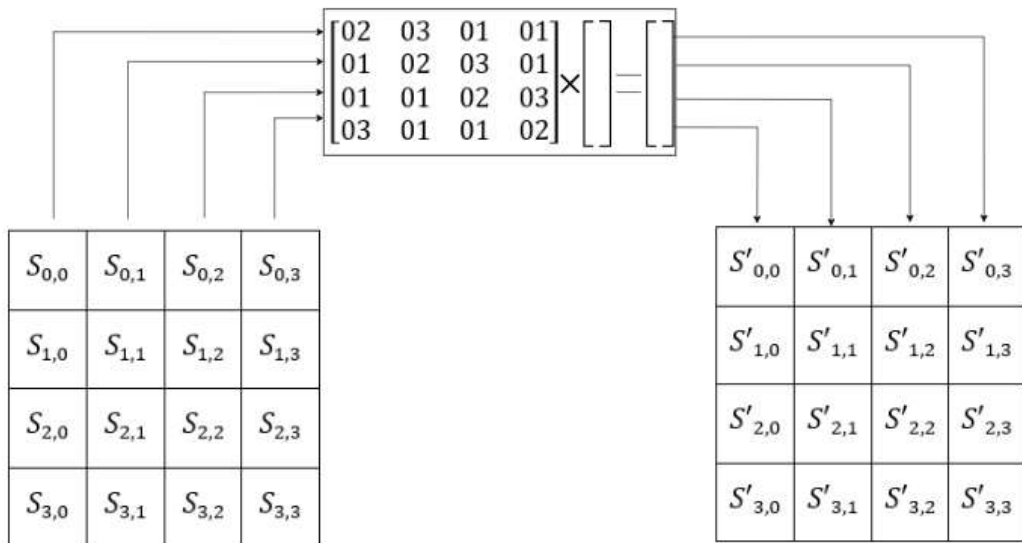 02 03 01 01
01 02 03 01
01 01 02 03
03 01 01 02
× =
S0,0 S0,1 S0,2 S0,3
S1,0 S1,1 S1,2 S1,3
S2,0 S2,1 S2,2 S2,3
S3,0 S3,1 S3,2 S3,3
S'0,0 S'0,1 S'0,2 S'0,3
S'1,0 S'1,1 S'1,2 S'1,3
S'2,0 S'2,1 S'2,2 S'2,3
S'3,0 S'3,1 S'3,2 S'3,3